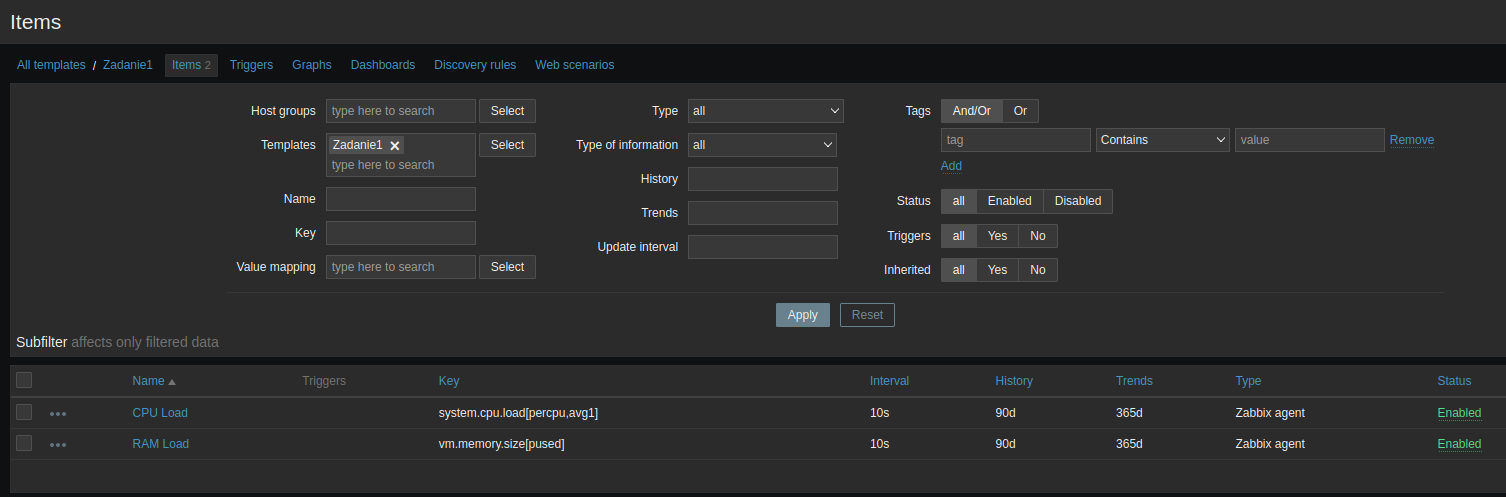 Items
All templates / Zadanie1 Items 2 Triggers Graphs Dashboards Discovery rules Web scenarios
Host groups type here to search Select Type all Tags And/Or Or
tag Contains value Remove
Templates Zadanie1 Select Type of information all
type here to search
Add
History
Name Status all Enabled Disabled
Trends
Key Triggers all Yes No
Update interval
Value mapping type here to search Select Inherited all Yes No
Apply Reset
Subfilter affects only filtered data
Name Triggers Key Interval History Trends Type Status
CPU Load system.cpu.load[percpu,avg1] 10s 90d 365d Zabbix agent Enabled
RAM Load vm.memory.size[pused] 10s 90d 365d Zabbix agent Enabled